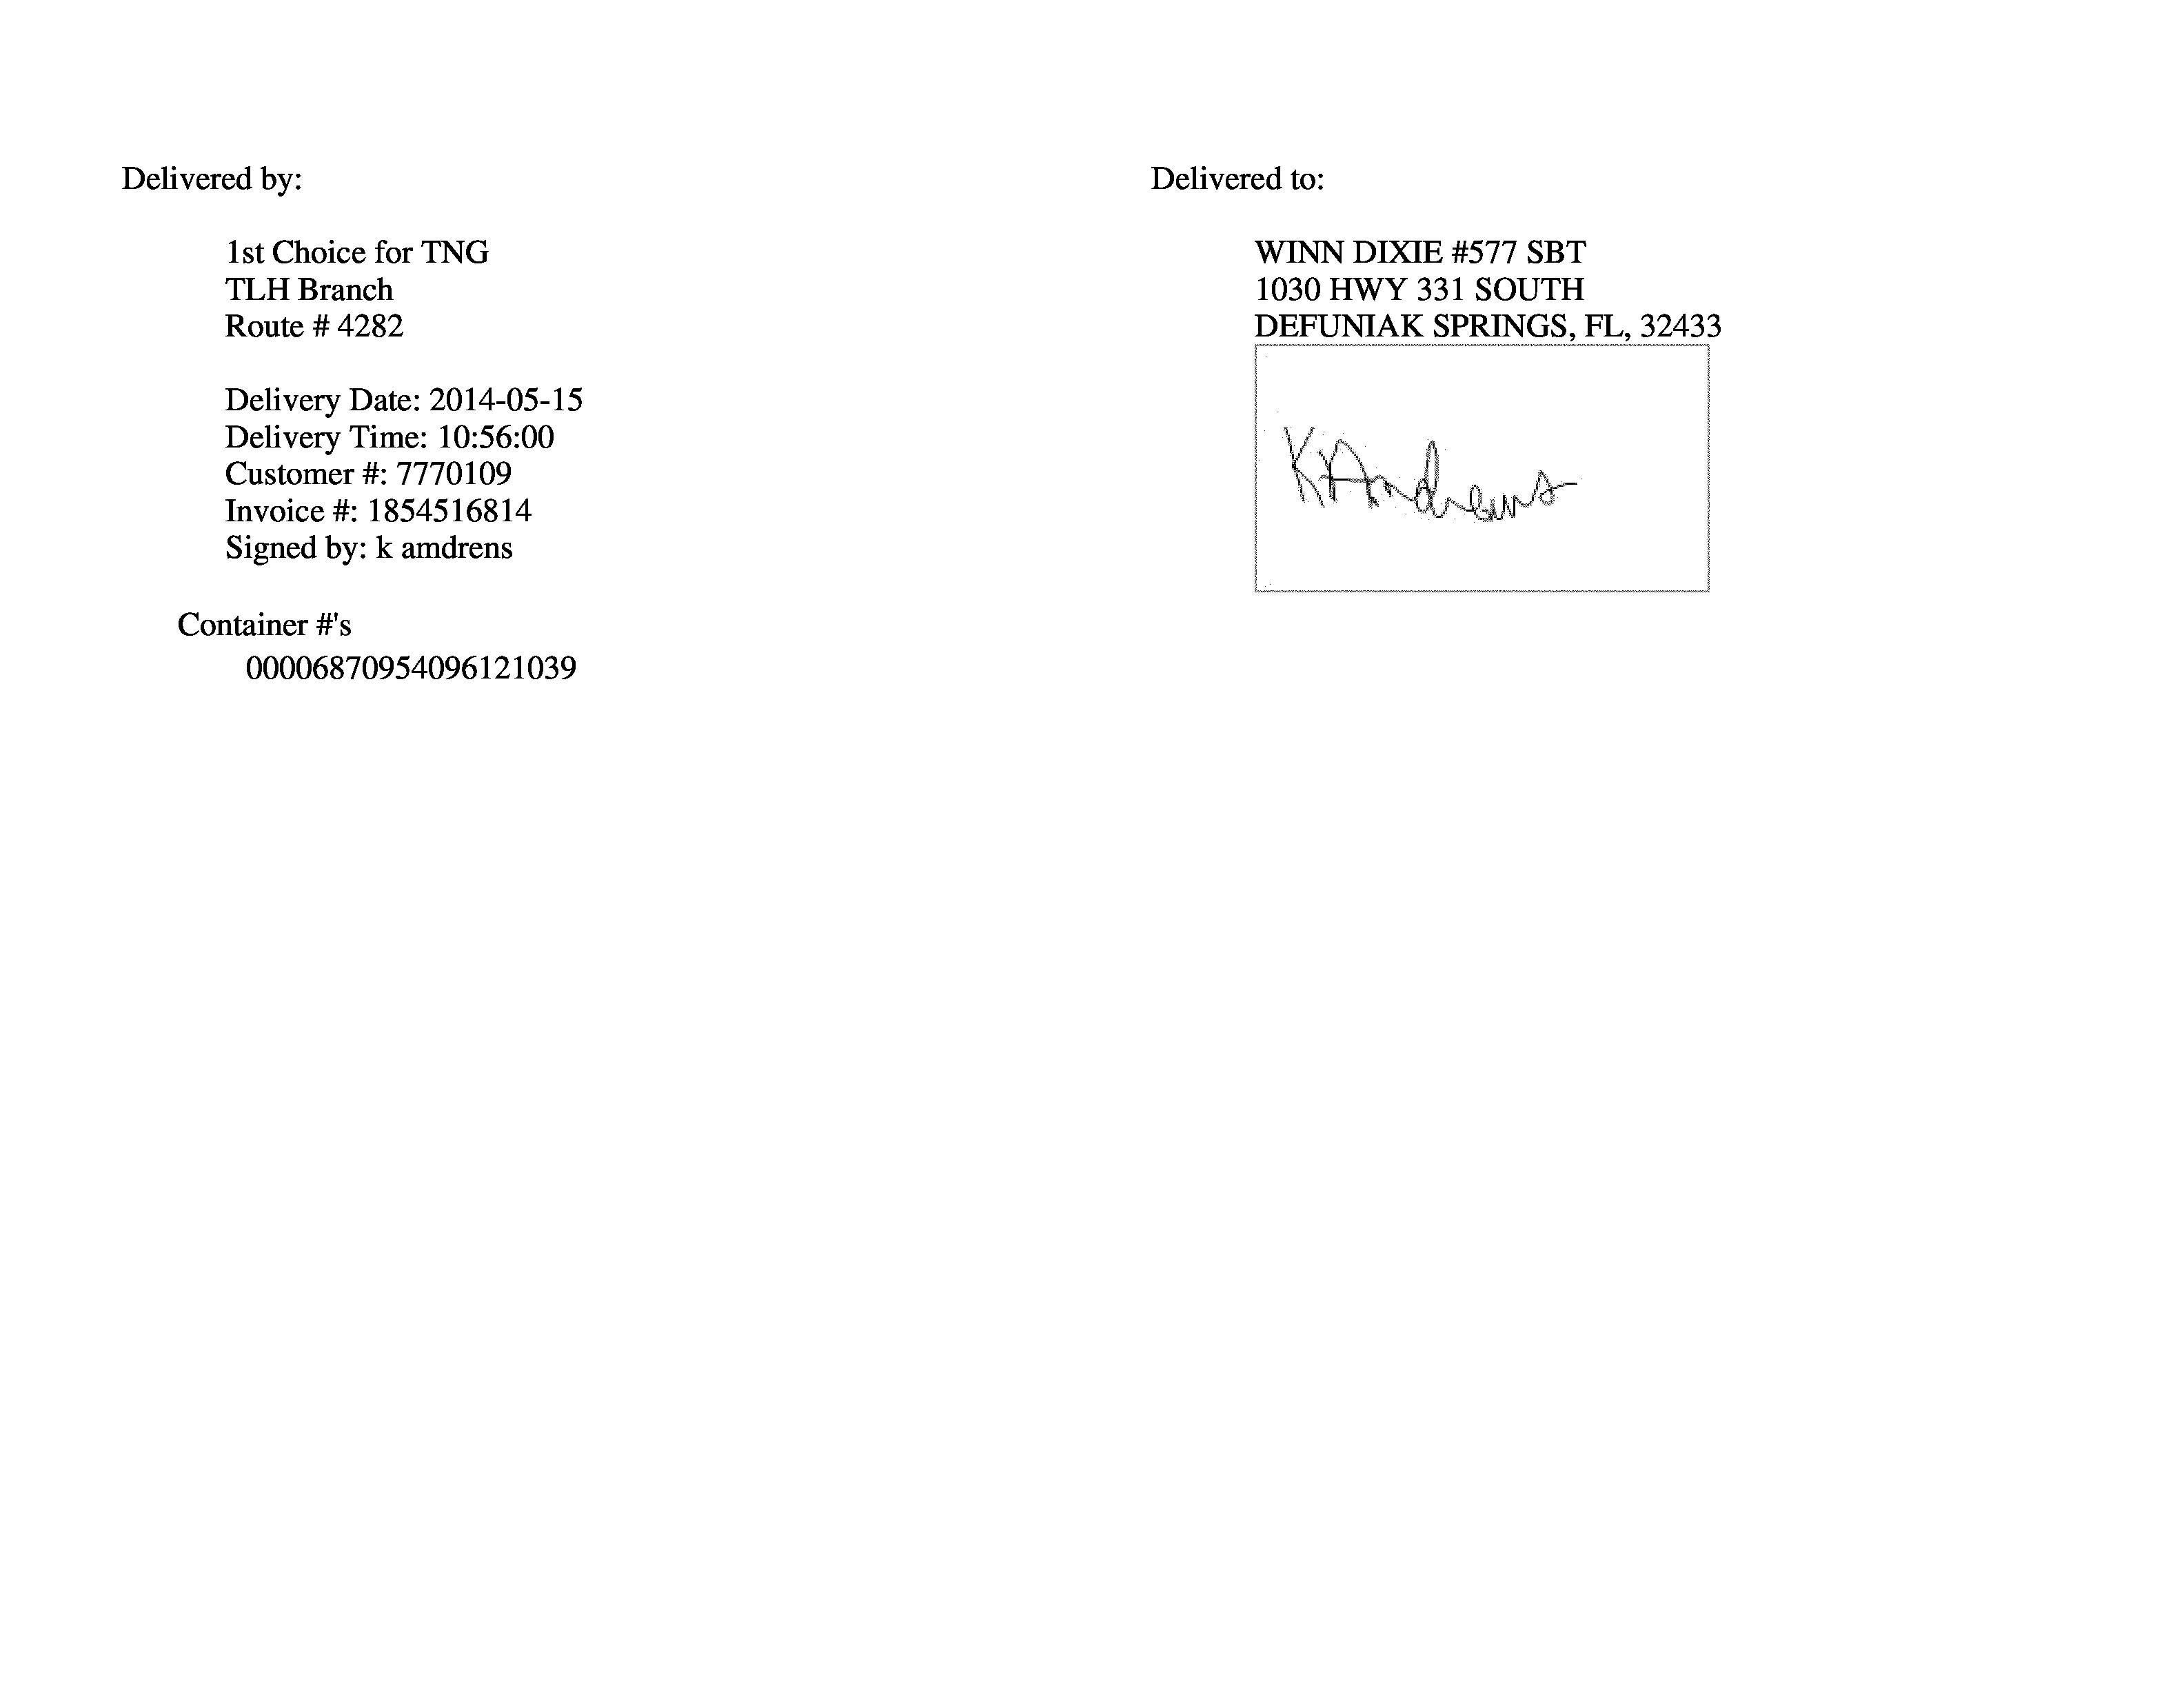 Delivered by:
1st Choice for TNG
TLH Branch
Route # 4282
Delivery Date: 2014-05-15
Delivery Time: 10:56:00
Customer #: 7770109
Invoice #: 1854516814
Signed by: k amdrens
Container #'s
00006870954096121039
Delivered to:
WINN DIXIE #577 SBT
1030 HWY 331 SOUTH
DEFUNIAK SPRINGS, FL, 32433
K Andrews